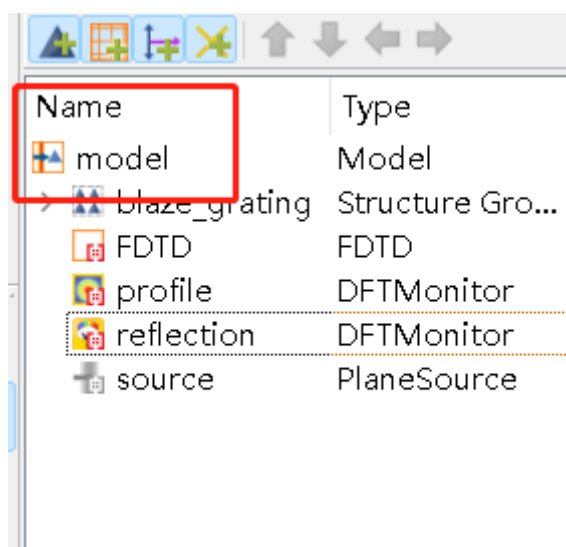 Name Type
model Model
blaze_grating Structure Gro...
FDTD FDTD
profile DFTMonitor
reflection DFTMonitor
source PlaneSource